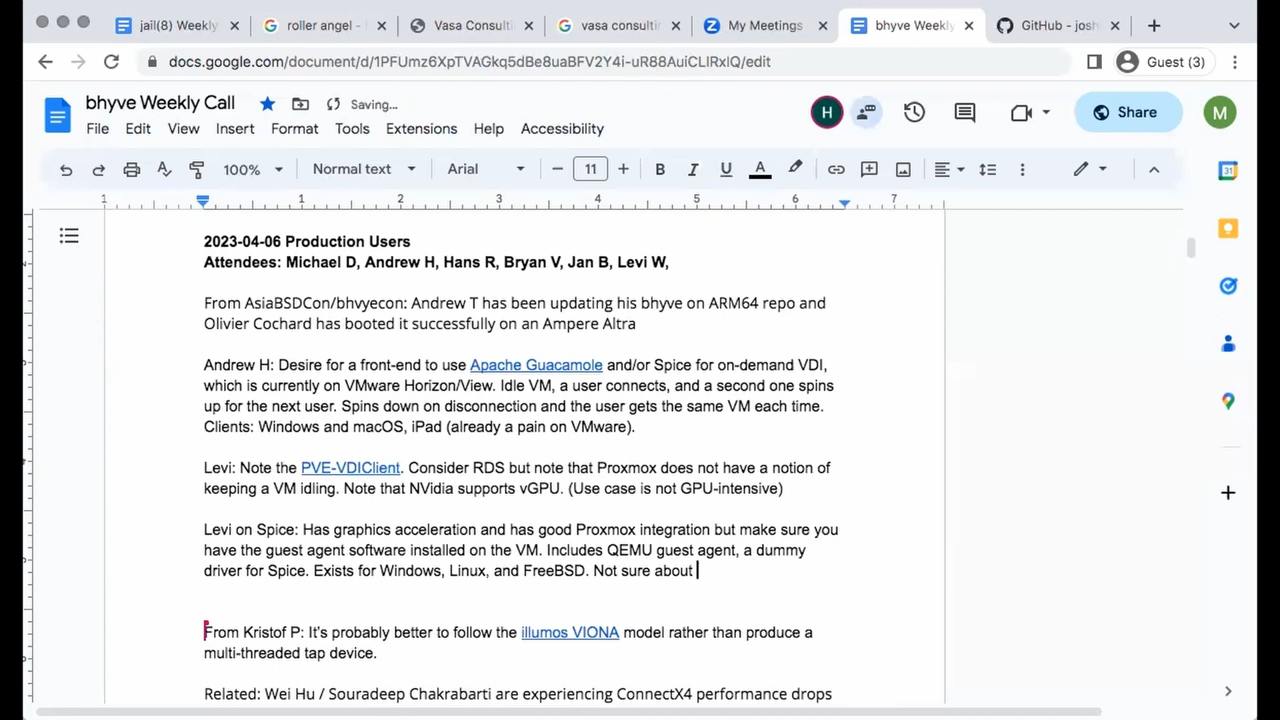 jail(8) Weekly
roller angel -
Vasa Consulti
vasa consultin
My Meetings
bhyve Weekly
GitHub - josh
docs.google.com/document/d/1PFUmz6XpTVAGkq5dBe8uaBFV2Y4i-uR88AuiCLlRxlQ/edit
Guest (3)
bhyve Weekly Call
Saving...
H
Share
M
File Edit View Insert Format Tools Extensions Help Accessibility
100% Normal text Arial 11 B I U A
31
1 1 2 3 4 5 6 7
2023-04-06 Production Users
Attendees: Michael D, Andrew H, Hans R, Bryan V, Jan B, Levi W,
From AsiaBSDCon/bhvyecon: Andrew T has been updating his bhyve on ARM64 repo and
Olivier Cochard has booted it successfully on an Ampere Altra
Andrew H: Desire for a front-end to use Apache Guacamole and/or Spice for on-demand VDI,
which is currently on VMware Horizon/View. Idle VM, a user connects, and a second one spins
up for the next user. Spins down on disconnection and the user gets the same VM each time.
Clients: Windows and macOS, iPad (already a pain on VMware).
Levi: Note the PVE-VDIClient. Consider RDS but note that Proxmox does not have a notion of
keeping a VM idling. Note that NVidia supports vGPU. (Use case is not GPU-intensive)
Levi on Spice: Has graphics acceleration and has good Proxmox integration but make sure you
have the guest agent software installed on the VM. Includes QEMU guest agent, a dummy
driver for Spice. Exists for Windows, Linux, and FreeBSD. Not sure about
From Kristof P: It's probably better to follow the illumos VIONA model rather than produce a
multi-threaded tap device.
Related: Wei Hu / Souradeep Chakrabarti are experiencing ConnectX4 performance drops